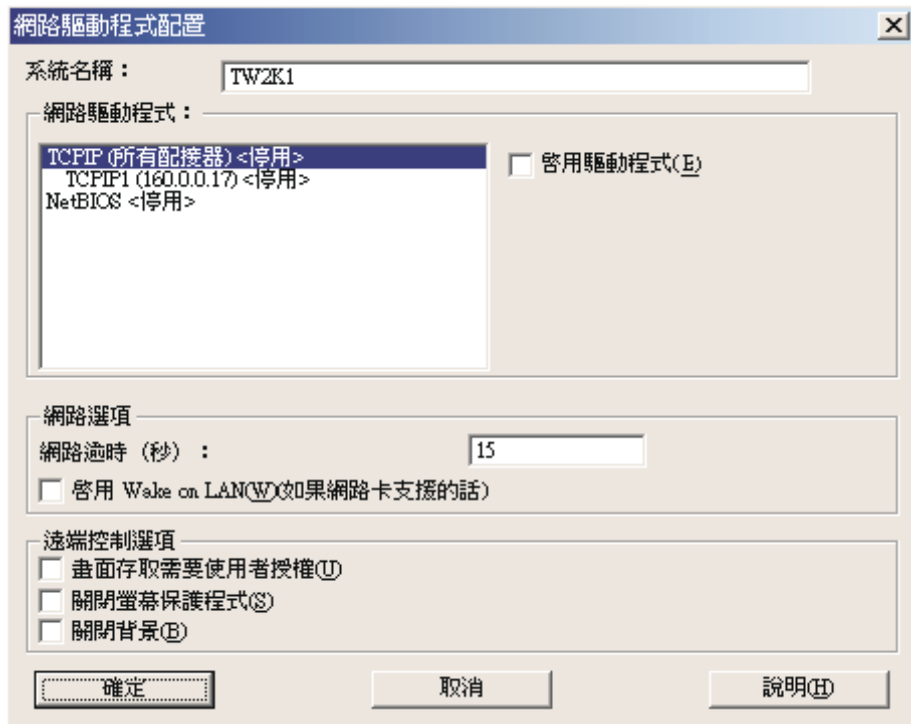 網路驅動程式配置
系統名稱：
TW2K1
網路驅動程式：
TCPIP (所有配接器) <停用>
TCPIP1 (160.0.0.17) <停用>
NetBIOS <停用>
啓用驅動程式(E)
網路選項
網路逾時（秒）：
15
啓用 Wake on LAN(W)(如果網路卡支援的話)
遠端控制選項
畫面存取需要使用者授權(U)
關閉螢幕保護程式(S)
關閉背景(B)
確定
取消
說明(H)